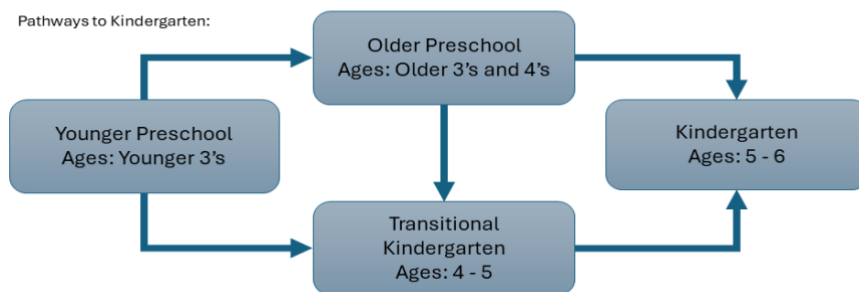 Pathways to Kindergarten:
Older Preschool
Ages: Older 3’s and 4’s
Younger Preschool
Ages: Younger 3’s
Kindergarten
Ages: 5 - 6
Transitional
Kindergarten
Ages: 4 - 5